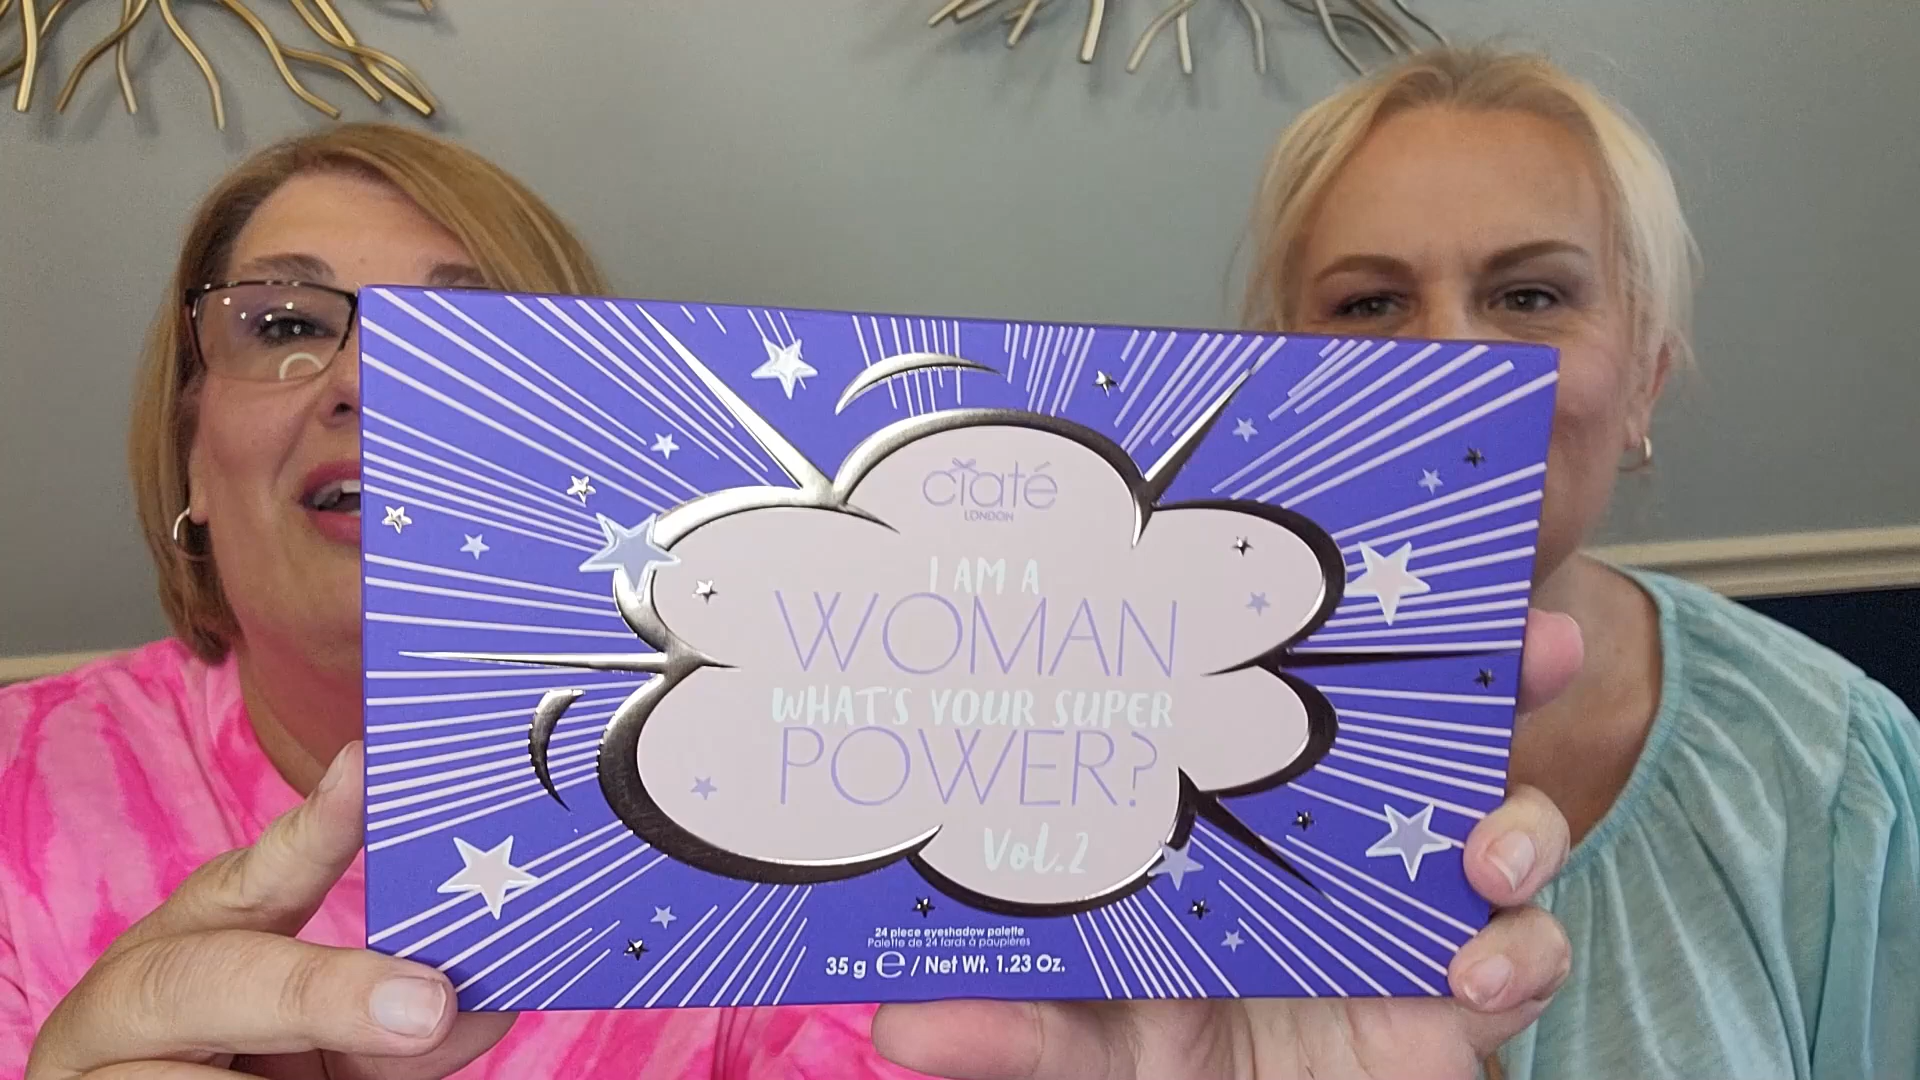 ciaté
LONDON
I AM A
WOMAN
WHAT'S YOUR SUPER
POWER?
Vol.2
24 piece eyeshadow palette
Palette de 24 fards à paupières
35 g ℮ / Net Wt. 1.23 Oz.